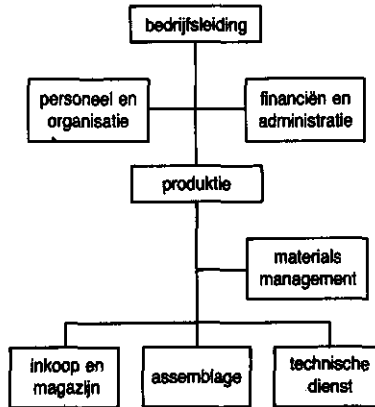 bedrijfsleiding
personeel en
organisatie
financiën en
administratie
produktie
materials
management
inkoop en
magazijn
assemblage
technische
dienst